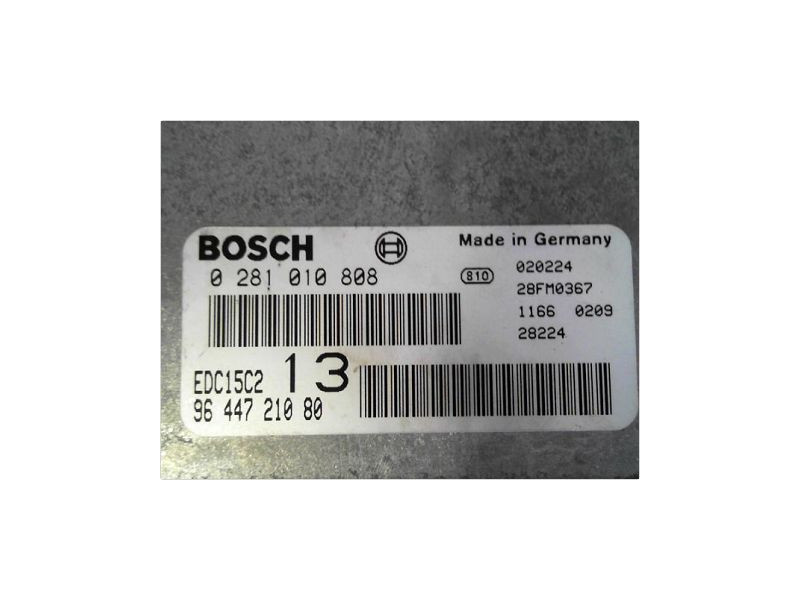 BOSCH
Made in Germany
0 281 010 808
810
020224
28FM0367
1166 0209
28224
EDC15C2 13
96 447 210 80